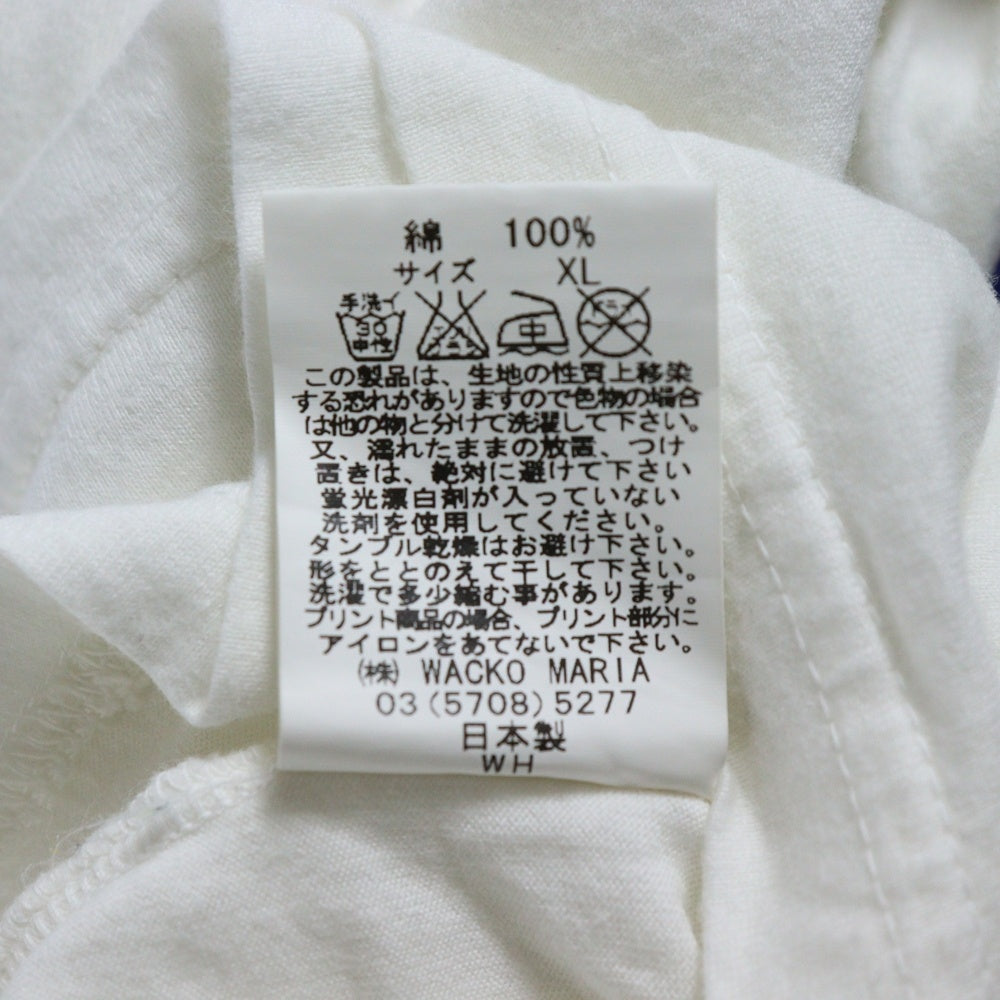 綿 100%
サイズ XL
手洗イ
30
中性
エンソサラシ
中
ドライ
この製品は、生地の性質上移染
する恐れがありますので色物の場合
は他の物と分けて洗濯して下さい。
又、濡れたままの放置、つけ
置きは、絶対に避けて下さい
蛍光漂白剤が入っていない
洗剤を使用してください。
タンブル乾燥はお避け下さい。
形をととのえて干して下さい。
洗濯で多少縮む事があります。
プリント商品の場合、プリント部分に
アイロンをあてないで下さい。
(株) WACKO MARIA
03(5708)5277
日本製
WH